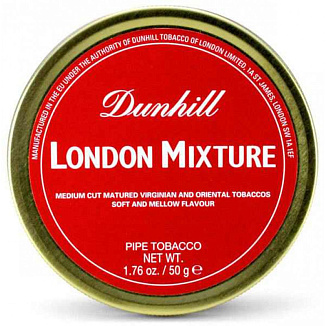 MANUFACTURED IN THE EU UNDER THE AUTHORITY OF DUNHILL TOBACCO OF LONDON LIMITED, 1A ST JAMES, LONDON SW 1A 1EF
Dunhill
LONDON MIXTURE
MEDIUM CUT MATURED VIRGINIAN AND ORIENTAL TOBACCOS
SOFT AND MELLOW FLAVOUR
PIPE TOBACCO
NET WT.
1.76 oz. / 50 g ℮